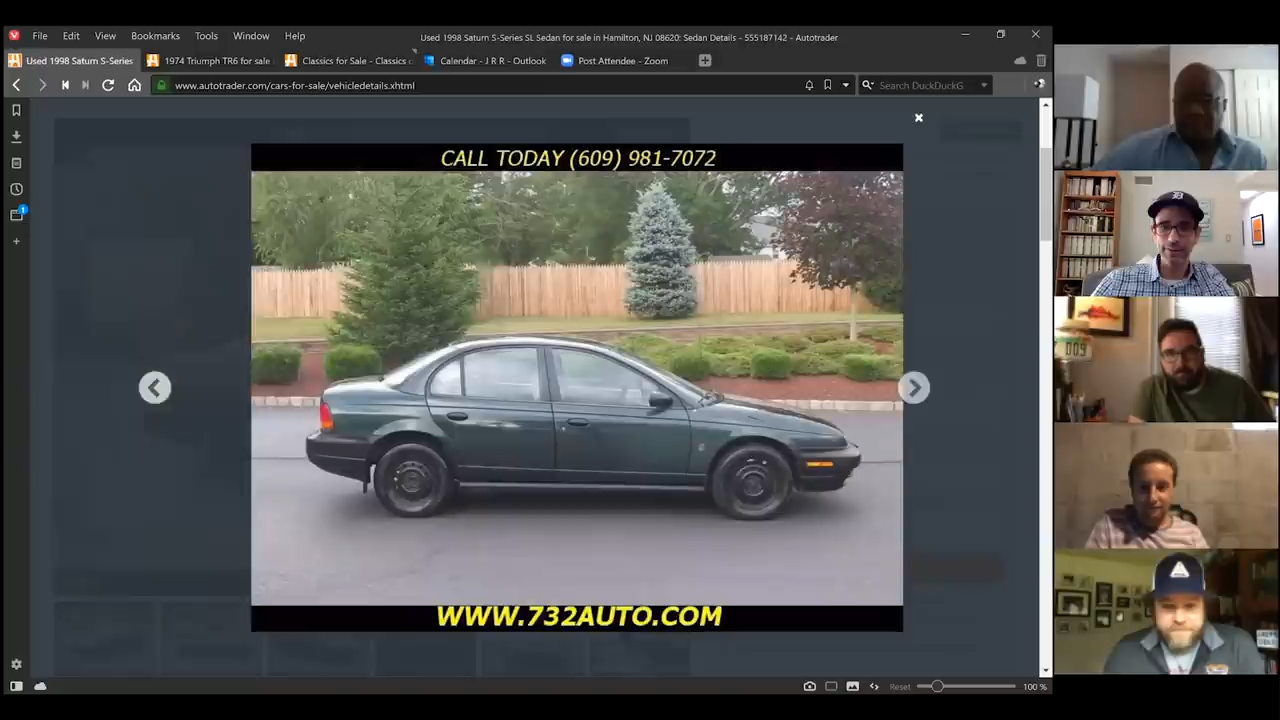 File Edit View Bookmarks Tools Window Help
Used 1998 Saturn S-Series SL Sedan for sale in Hamilton, NJ 08620: Sedan Details - 555187142 - Autotrader
Used 1998 Saturn S-Series
1974 Triumph TR6 for sale
Classics for Sale - Classics c
Calendar - J R R - Outlook
Post Attendee - Zoom
www.autotrader.com/cars-for-sale/vehicledetails.xhtml
Search DuckDuckG
1
CALL TODAY (609) 981-7072
WWW.732AUTO.COM
009
Reset
100 %